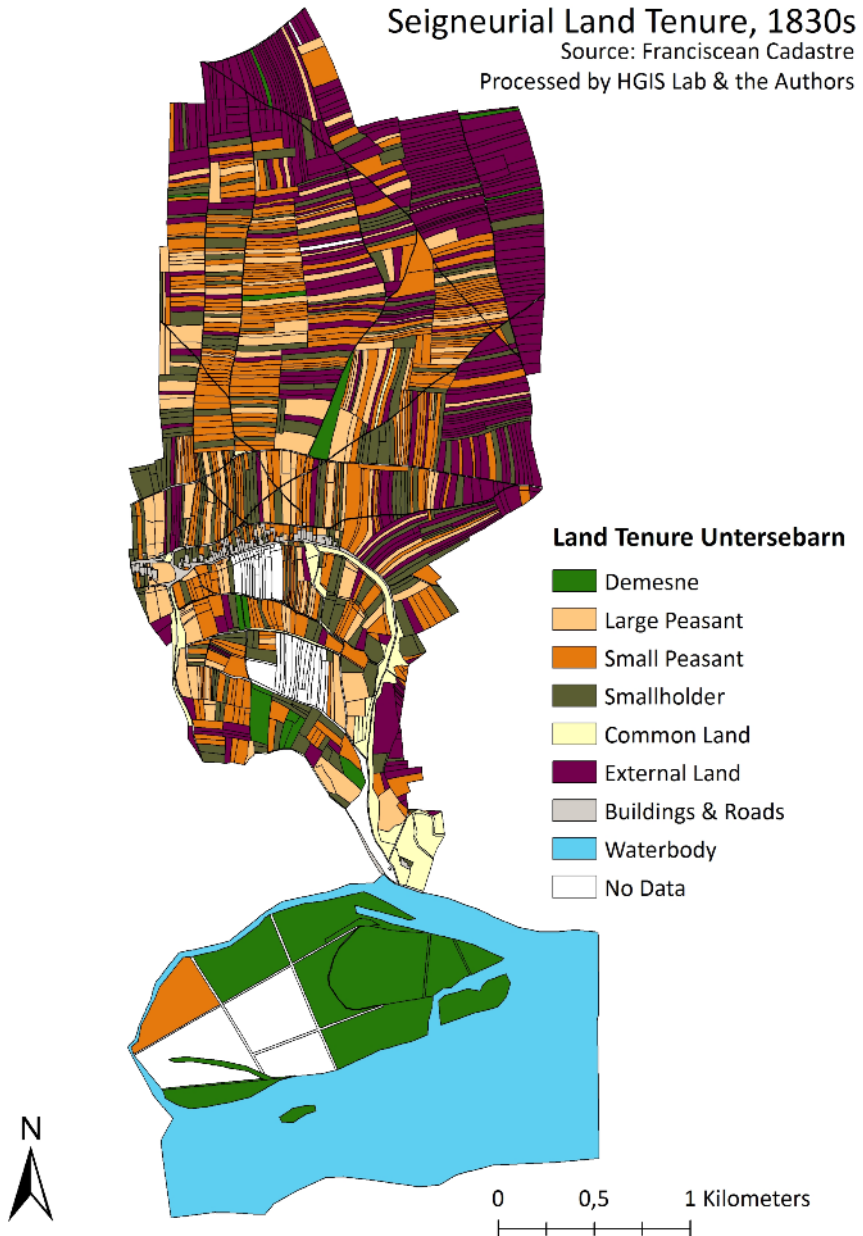 Seigneurial Land Tenure, 1830s
Source: Franciscean Cadastre
Processed by HGIS Lab & the Authors
Land Tenure Untersebarn
Demesne
Large Peasant
Small Peasant
Smallholder
Common Land
External Land
Buildings & Roads
Waterbody
No Data
N
0 0,5 1 Kilometers